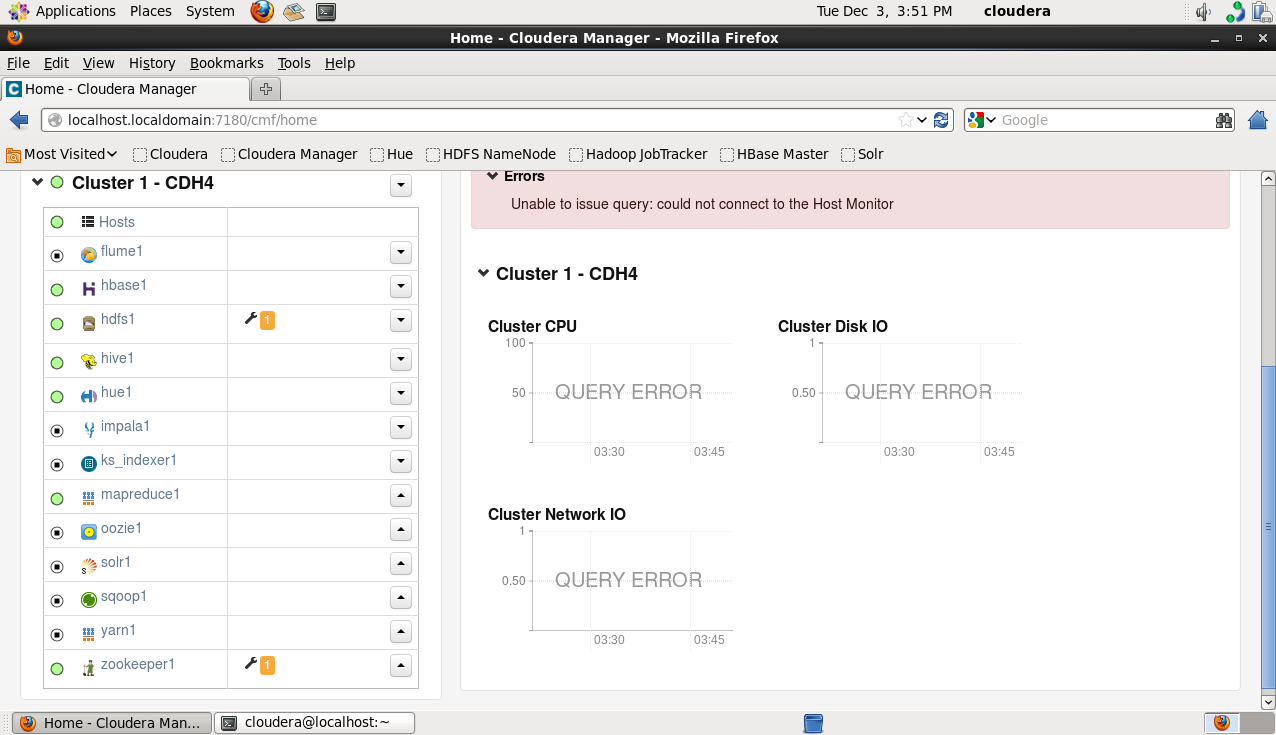 Applications Places System Tue Dec 3, 3:51 PM cloudera
Home - Cloudera Manager - Mozilla Firefox
File Edit View History Bookmarks Tools Help
Home - Cloudera Manager
localhost.localdomain:7180/cmf/home Google
Most Visited Cloudera Cloudera Manager Hue HDFS NameNode Hadoop JobTracker HBase Master Solr
Cluster 1 - CDH4
Hosts
flume1
hbase1
hdfs1 1
hive1
hue1
impala1
ks_indexer1
mapreduce1
oozie1
solr1
sqoop1
yarn1
zookeeper1 1
Errors
Unable to issue query: could not connect to the Host Monitor
Cluster 1 - CDH4
Cluster CPU
100
50
QUERY ERROR
03:30 03:45
Cluster Disk IO
1
0.50
QUERY ERROR
03:30 03:45
Cluster Network IO
1
0.50
QUERY ERROR
03:30 03:45
Home - Cloudera Man... cloudera@localhost:~